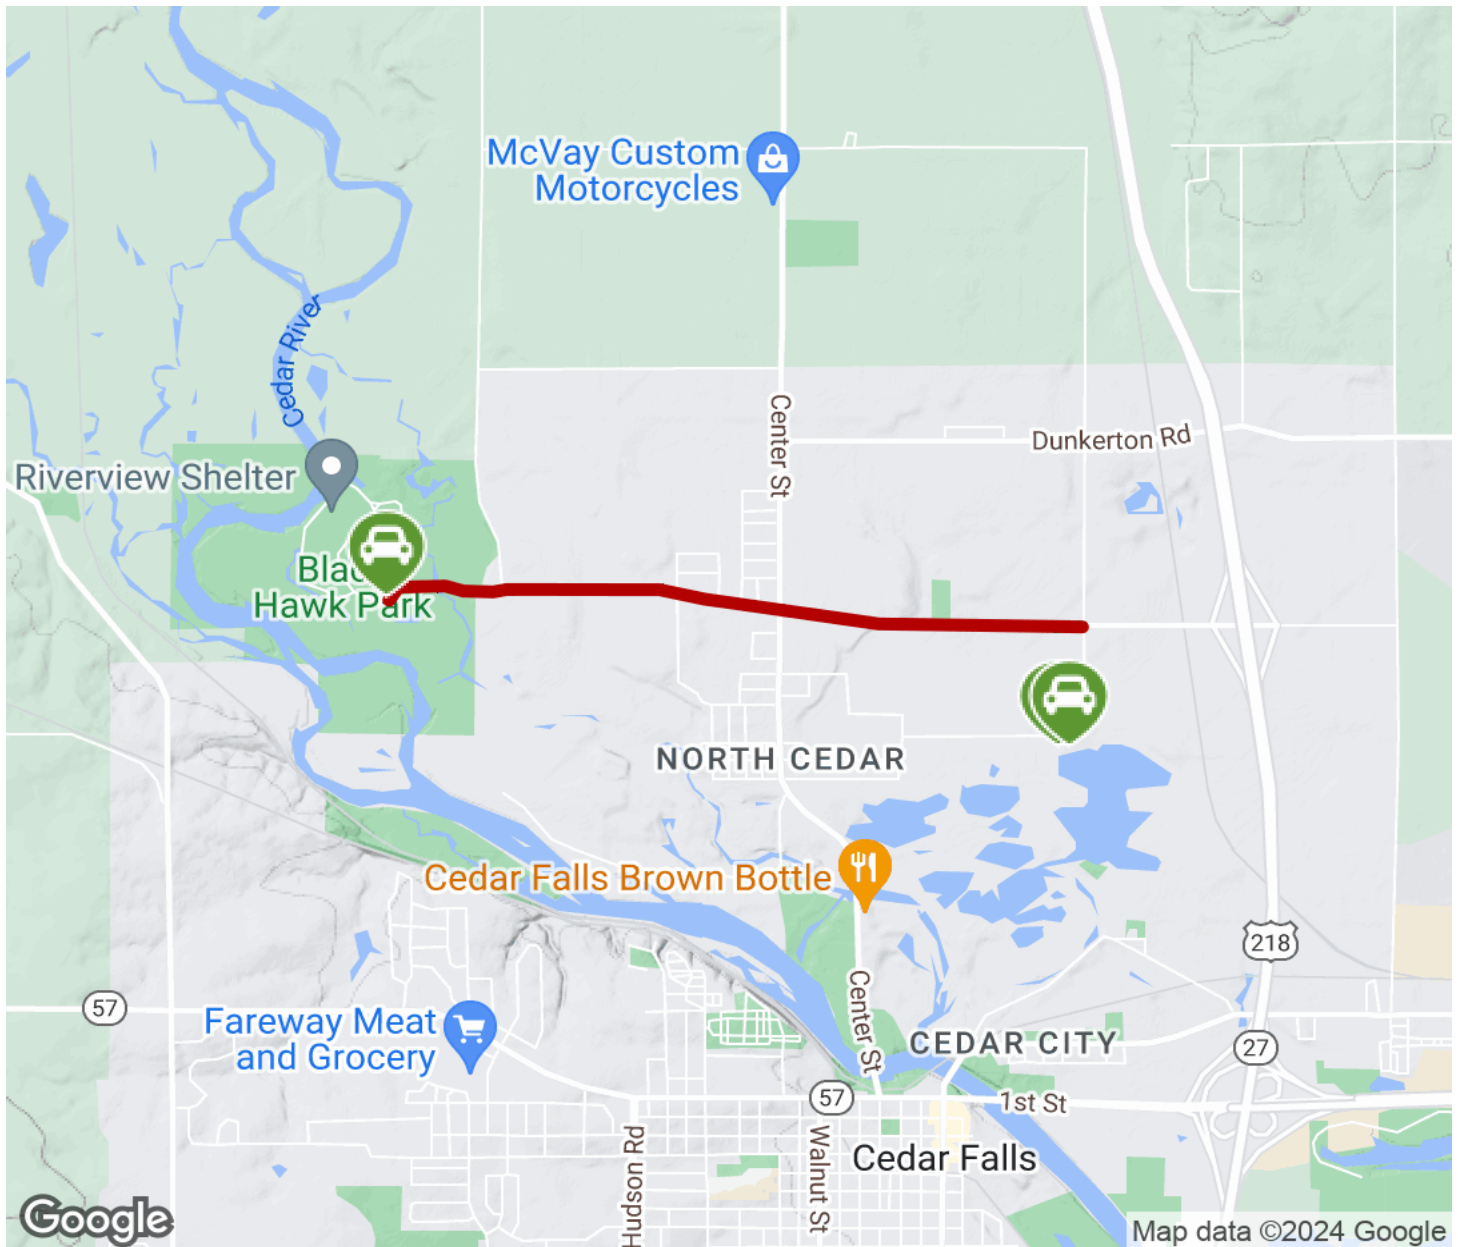 McVay Custom
Motorcycles
Cedar River
Center St
Dunkerton Rd
Riverview Shelter
Hawk Park
NORTH CEDAR
Cedar Falls Brown Bottle
218
57
Fareway Meat
and Grocery
Center St
CEDAR CITY
27
57
1st St
Hudson Rd
Walnut St
Cedar Falls
Google
Map data ©2024 Google